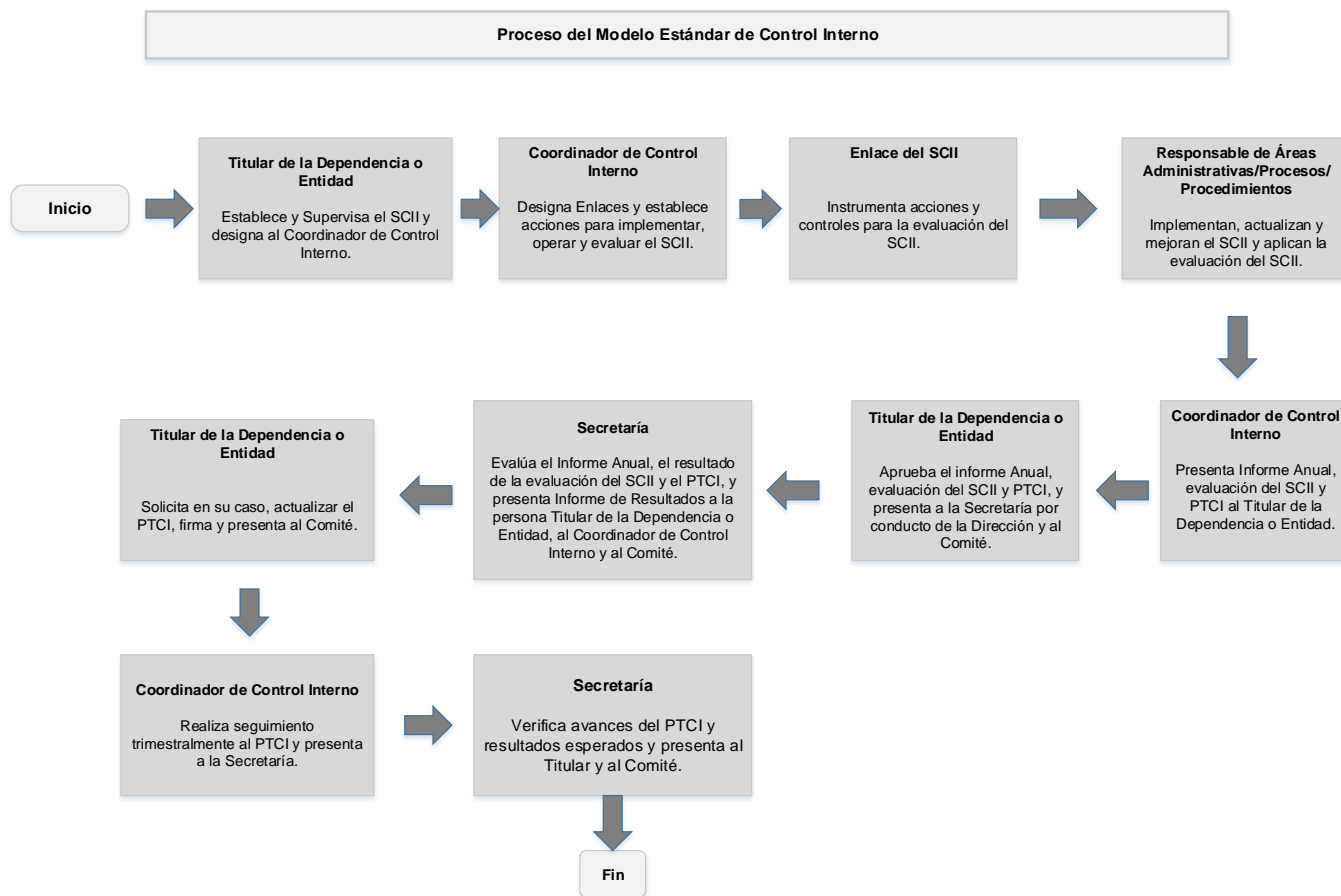 Proceso del Modelo Estándar de Control Interno
Inicio
Titular de la Dependencia o
Entidad
Establece y Supervisa el SCII y
designa al Coordinador de Control
Interno.
Coordinador de Control
Interno
Designa Enlaces y establece
acciones para implementar,
operar y evaluar el SCII.
Enlace del SCII
Instrumenta acciones y
controles para la evaluación del
SCII.
Responsable de Áreas
Administrativas/Procesos/
Procedimientos
Implementan, actualizan y
mejoran el SCII y aplican la
evaluación del SCII.
Coordinador de Control
Interno
Presenta Informe Anual,
evaluación del SCII y
PTCI al Titular de
la Dependencia o Entidad.
Titular de la Dependencia o
Entidad
Aprueba el informe Anual,
evaluación del SCII y PTCI, y
presenta a la Secretaría por
conducto de la Dirección y al
Comité.
Secretaría
Evalúa el Informe Anual, el resultado
de la evaluación del SCII y el PTCI, y
presenta Informe de Resultados a la
persona Titular de la Dependencia o
Entidad, al Coordinador de Control
Interno y al Comité.
Titular de la Dependencia o
Entidad
Solicita en su caso, actualizar el
PTCI, firma y presenta al Comité.
Coordinador de Control Interno
Realiza seguimiento
trimestralmente al PTCI y presenta
a la Secretaría.
Secretaría
Verifica avances del PTCI y
resultados esperados y presenta al
Titular y al Comité.
Fin